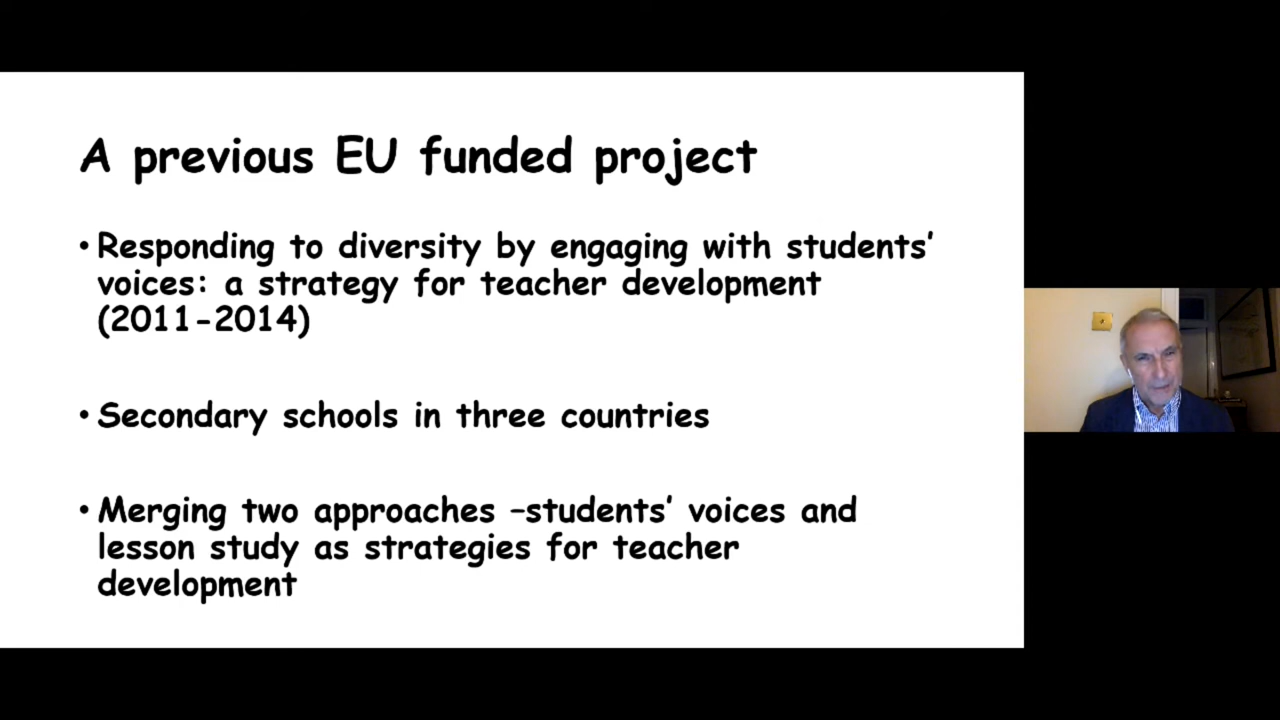 A previous EU funded project
• Responding to diversity by engaging with students’
voices: a strategy for teacher development
(2011-2014)
• Secondary schools in three countries
• Merging two approaches –students’ voices and
lesson study as strategies for teacher
development